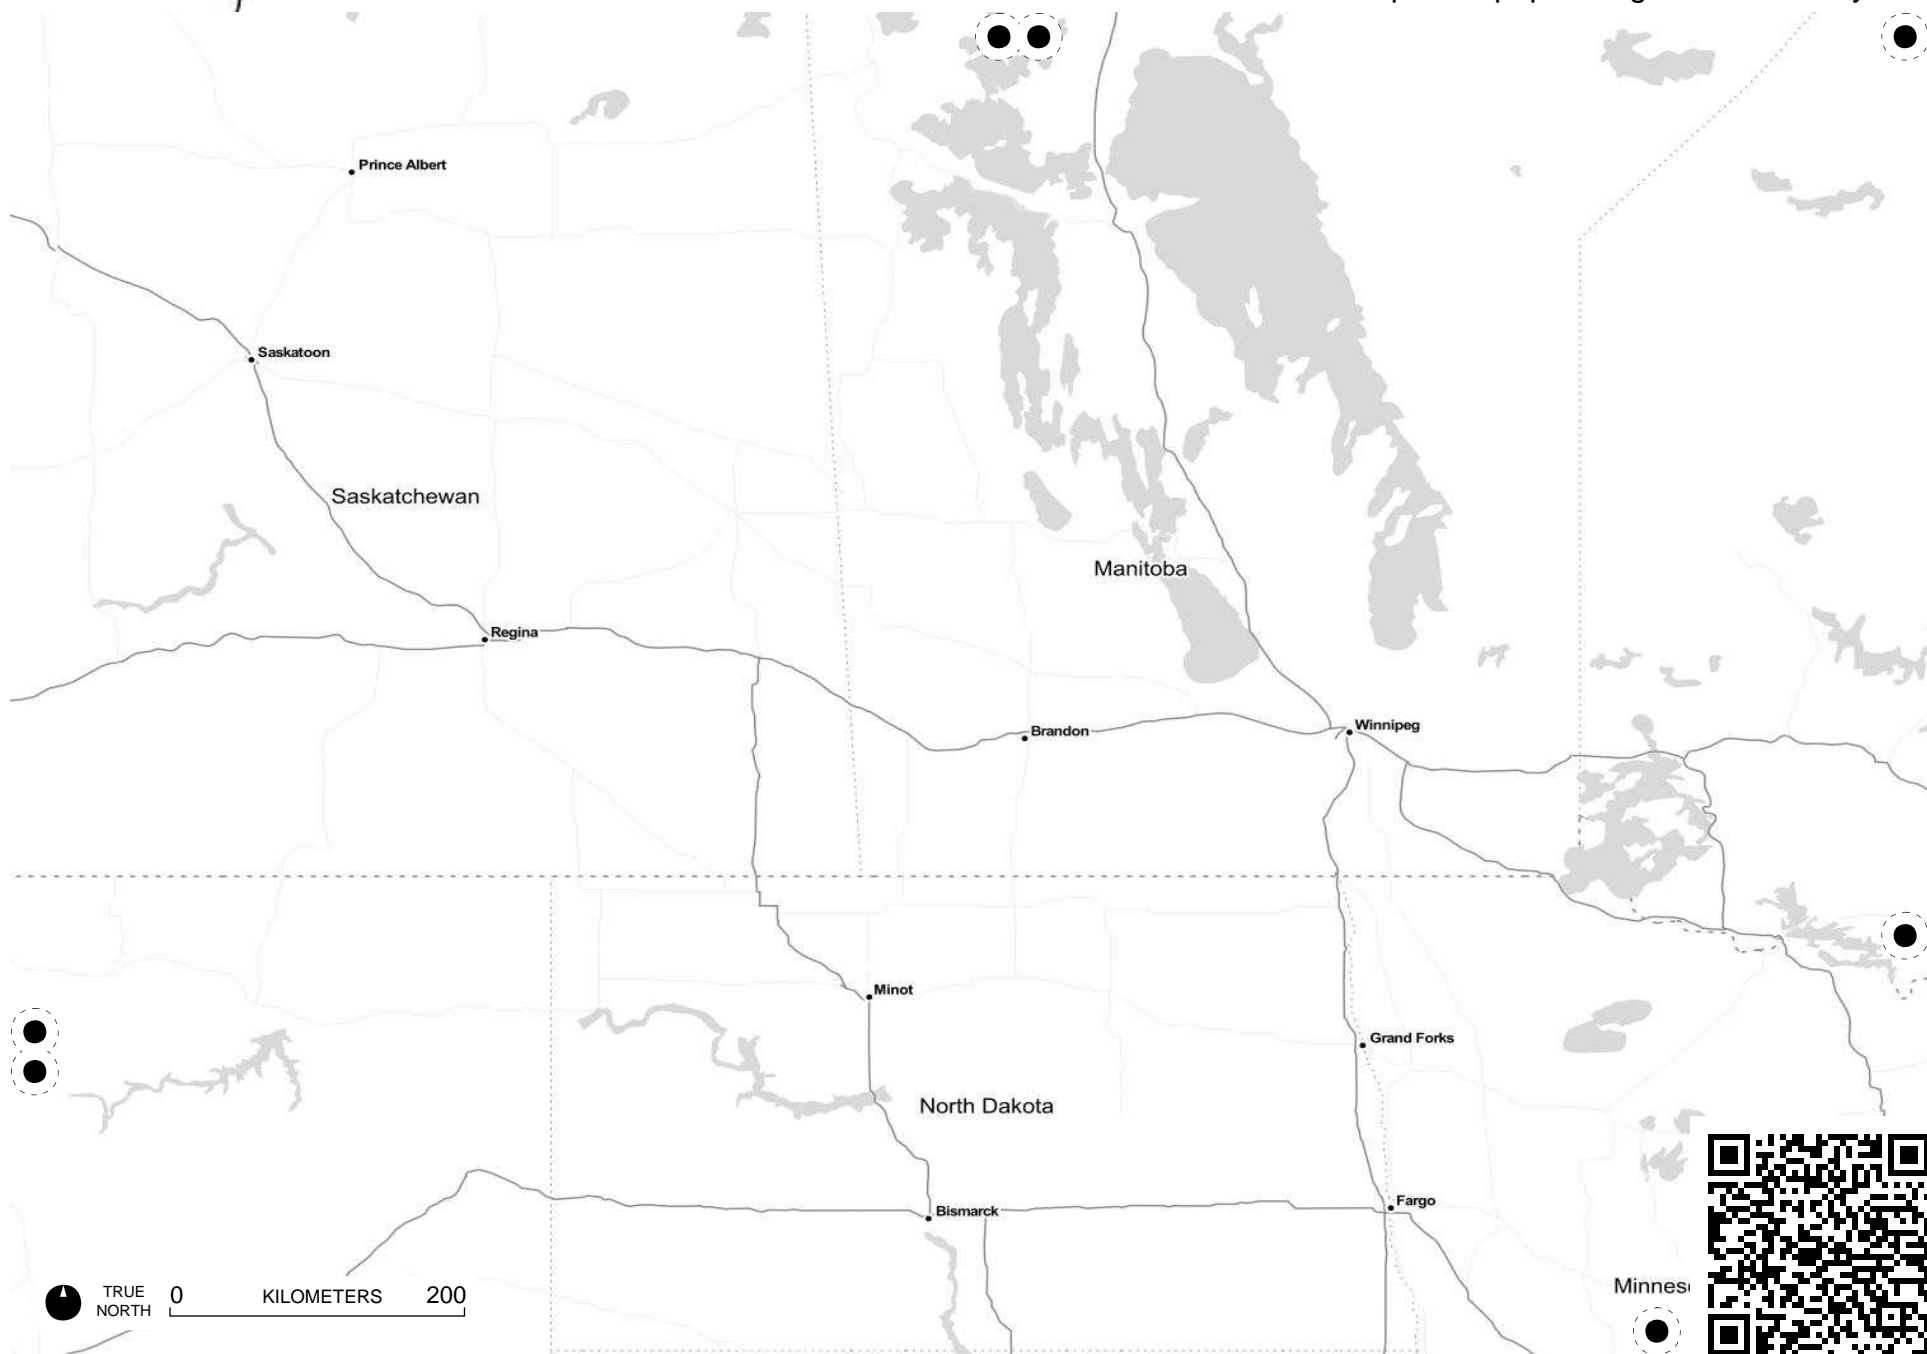 Prince Albert
Saskatoon
Saskatchewan
Manitoba
Regina
Winnipeg
Brandon
Minot
Grand Forks
North Dakota
Fargo
Bismarck
TRUE
NORTH
0 KILOMETERS 200